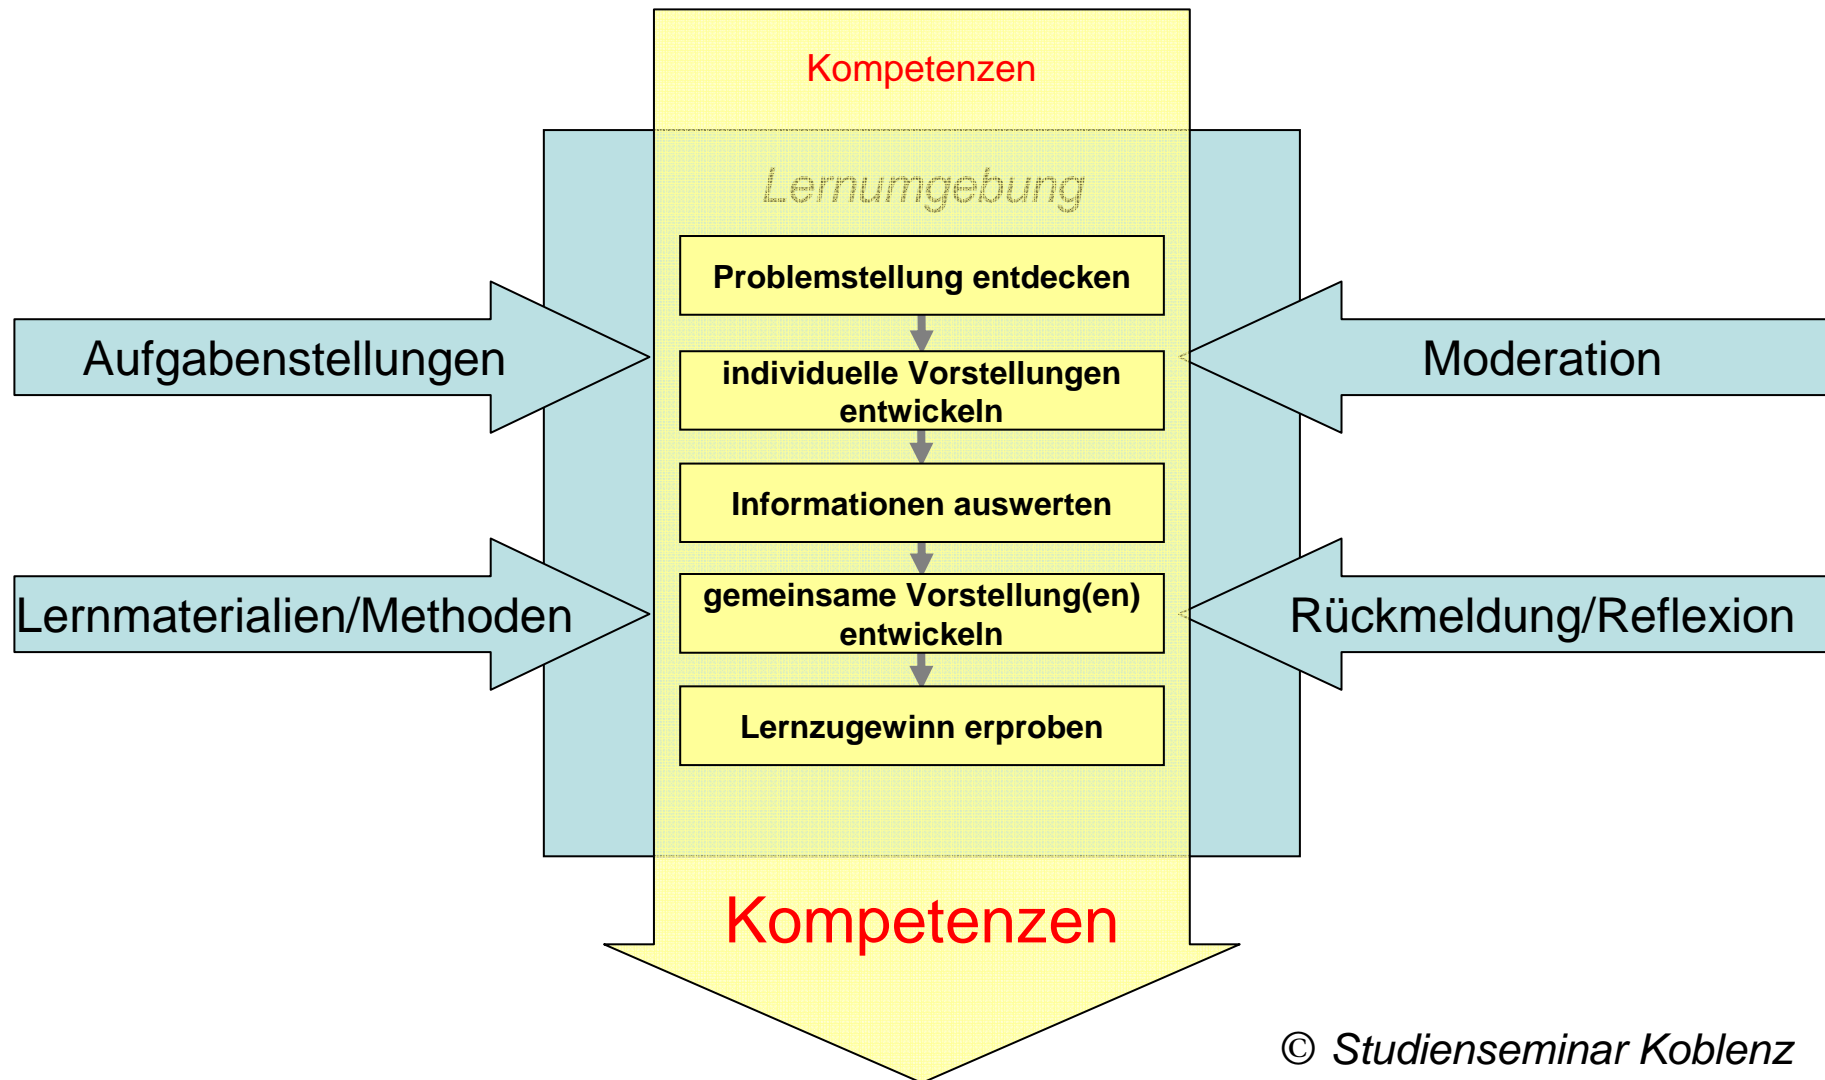 Kompetenzen
Lernumgebung
Problemstellung entdecken
Aufgabenstellungen
individuelle Vorstellungen
entwickeln
Moderation
Informationen auswerten
Lernmaterialien/Methoden
gemeinsame Vorstellung(en)
entwickeln
Rückmeldung/Reflexion
Lernzugewinn erproben
Kompetenzen
© Studienseminar Koblenz